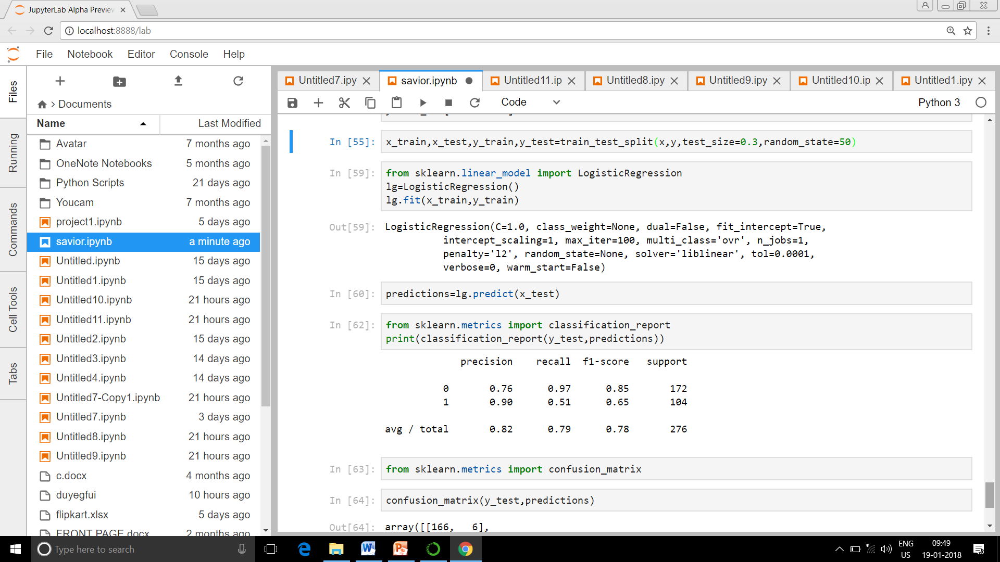 JupyterLab Alpha Preview
localhost:8888/lab
File Notebook Editor Console Help
Files
Running
Commands
Cell Tools
Tabs
Documents
Name Last Modified
Avatar 7 months ago
OneNote Notebooks 5 months ago
Python Scripts 21 days ago
Youcam 7 months ago
project1.ipynb 5 days ago
savior.ipynb a minute ago
Untitled.ipynb 15 days ago
Untitled1.ipynb 15 days ago
Untitled10.ipynb 21 hours ago
Untitled11.ipynb 21 hours ago
Untitled2.ipynb 15 days ago
Untitled3.ipynb 14 days ago
Untitled4.ipynb 14 days ago
Untitled7-Copy1.ipynb 21 hours ago
Untitled7.ipynb 3 days ago
Untitled8.ipynb 21 hours ago
Untitled9.ipynb 21 hours ago
c.docx 4 months ago
duyegfui 10 hours ago
flipkart.xlsx 5 days ago
FRONT PAGE.docx 2 months ago
Untitled7.ipy savior.ipynb Untitled11.ip Untitled8.ipy Untitled9.ipy Untitled10.ip Untitled1.ipy
Code Python 3
In [55]: x_train,x_test,y_train,y_test=train_test_split(x,y,test_size=0.3,random_state=50)
In [59]: from sklearn.linear_model import LogisticRegression
lg=LogisticRegression()
lg.fit(x_train,y_train)
Out[59]: LogisticRegression(C=1.0, class_weight=None, dual=False, fit_intercept=True,
intercept_scaling=1, max_iter=100, multi_class='ovr', n_jobs=1,
penalty='l2', random_state=None, solver='liblinear', tol=0.0001,
verbose=0, warm_start=False)
In [60]: predictions=lg.predict(x_test)
In [62]: from sklearn.metrics import classification_report
print(classification_report(y_test,predictions))
precision recall f1-score support
0 0.76 0.97 0.85 172
1 0.90 0.51 0.65 104
avg / total 0.82 0.79 0.78 276
In [63]: from sklearn.metrics import confusion_matrix
In [64]: confusion_matrix(y_test,predictions)
Out[64]: array([[166, 6],
Type here to search
ENG
US
09:49
19-01-2018